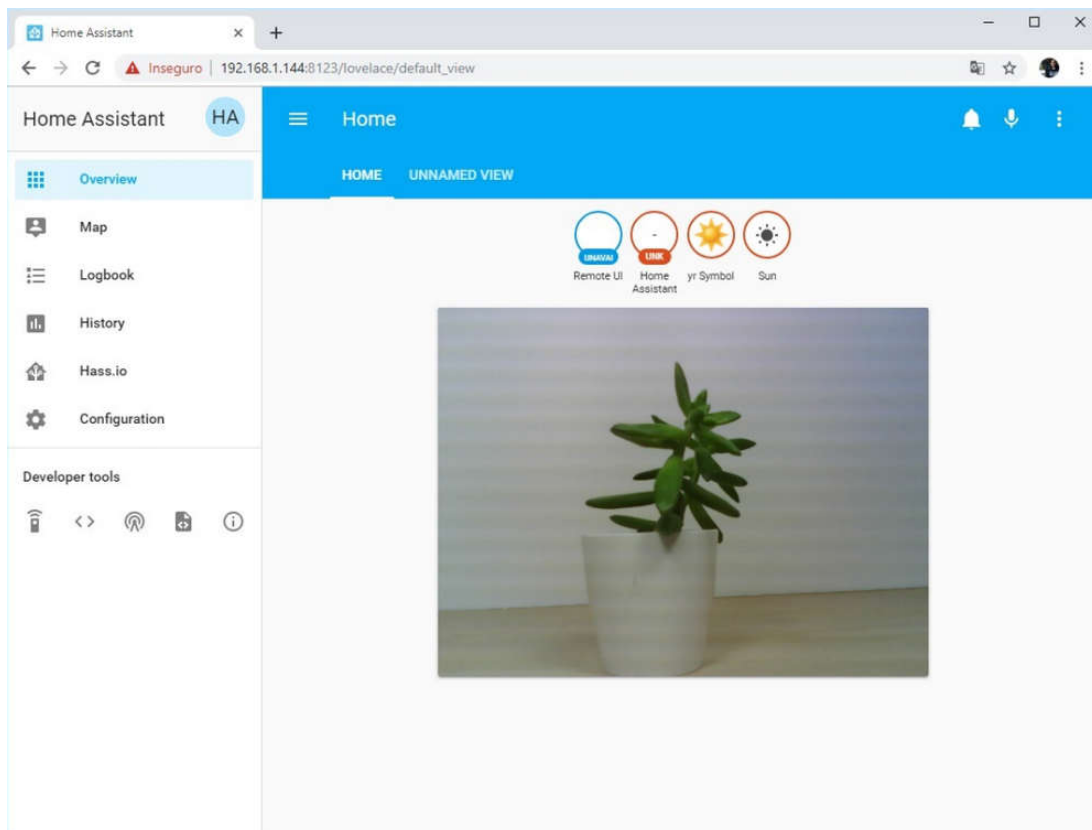 Home Assistant
Inseguro | 192.168.1.144:8123/lovelace/default_view
Home Assistant HA
Home
HOME UNNAMED VIEW
Overview
Map
Logbook
History
Hass.io
Configuration
Developer tools
UNAVAI
-
UNK
Remote UI
Home
Assistant
yr Symbol
Sun